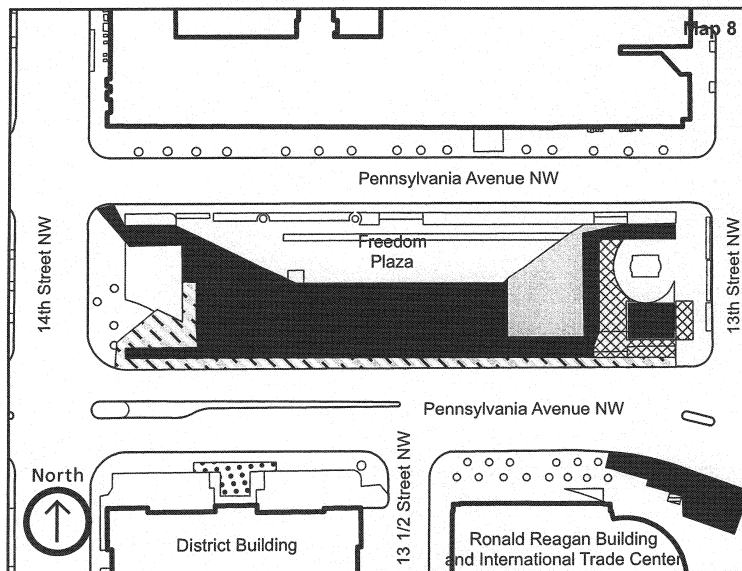 Map 8
Pennsylvania Avenue NW
14th Street NW
Freedom
Plaza
13th Street NW
Pennsylvania Avenue NW
North
13 1/2 Street NW
District Building
Ronald Reagan Building
and International Trade Center